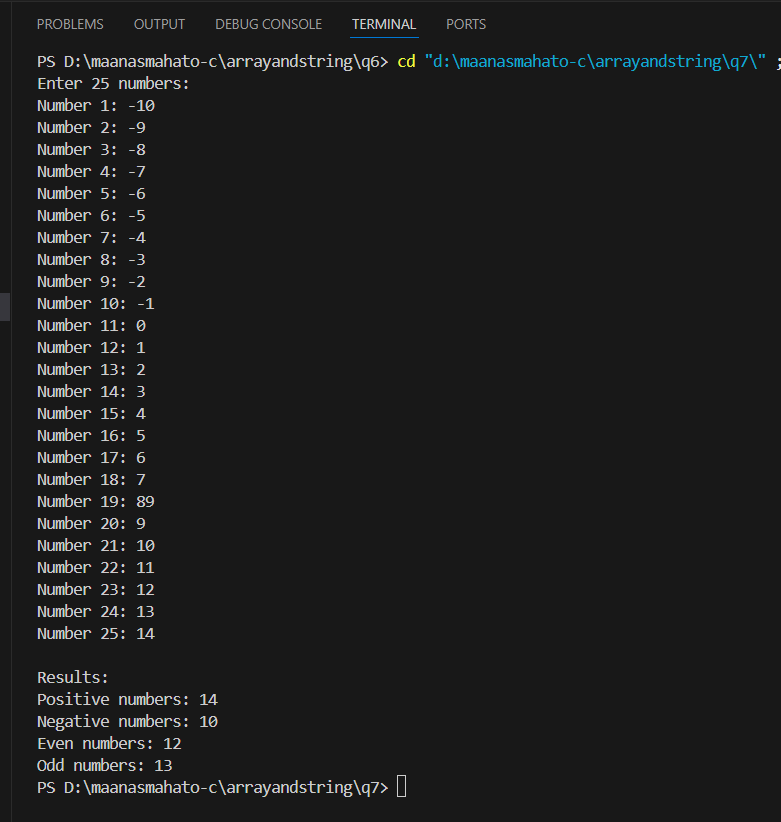 PROBLEMS OUTPUT DEBUG CONSOLE TERMINAL PORTS
PS D:\maanasmahato-c\arrayandstring\q6> cd "d:\maanasmahato-c\arrayandstring\q7\" ;
Enter 25 numbers:
Number 1: -10
Number 2: -9
Number 3: -8
Number 4: -7
Number 5: -6
Number 6: -5
Number 7: -4
Number 8: -3
Number 9: -2
Number 10: -1
Number 11: 0
Number 12: 1
Number 13: 2
Number 14: 3
Number 15: 4
Number 16: 5
Number 17: 6
Number 18: 7
Number 19: 89
Number 20: 9
Number 21: 10
Number 22: 11
Number 23: 12
Number 24: 13
Number 25: 14
Results:
Positive numbers: 14
Negative numbers: 10
Even numbers: 12
Odd numbers: 13
PS D:\maanasmahato-c\arrayandstring\q7>